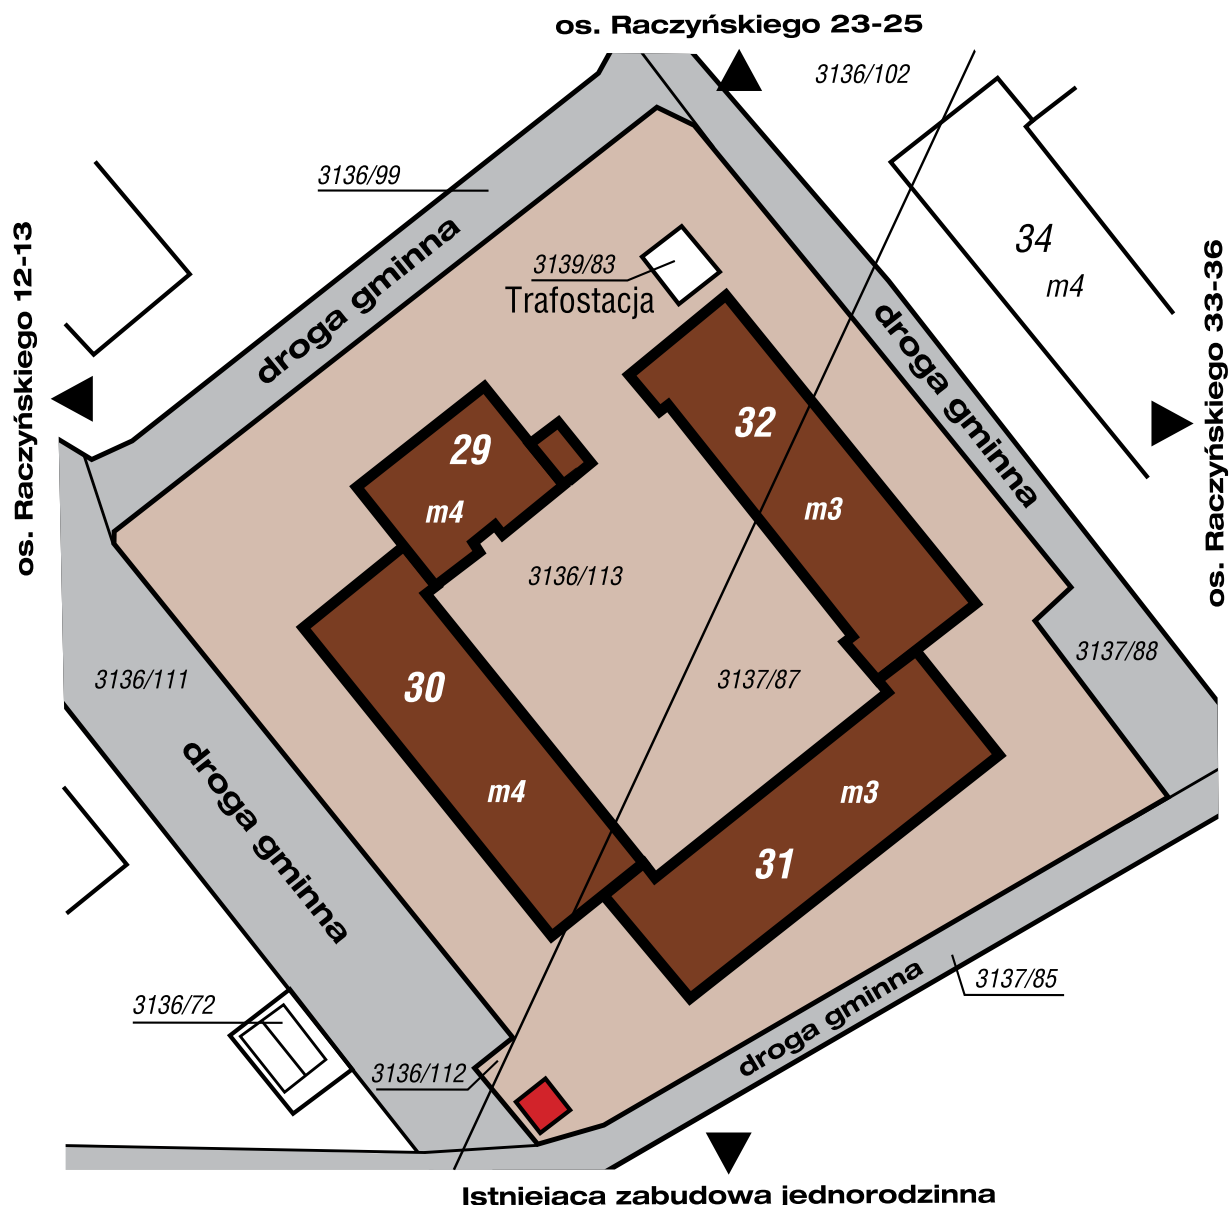 os. Raczyńskiego 23-25
3136/102
3136/99
droga gminna
os. Raczyńskiego 12-13
3139/83
Trafostacja
34
m4
os. Raczyńskiego 33-36
droga gminna
29
m4
32
m3
3136/113
3137/87
3137/88
3136/111
30
m4
m3
31
droga gminna
3136/72
3136/112
3137/85
droga gminna
Istniejaca zabudowa jednorodzinna